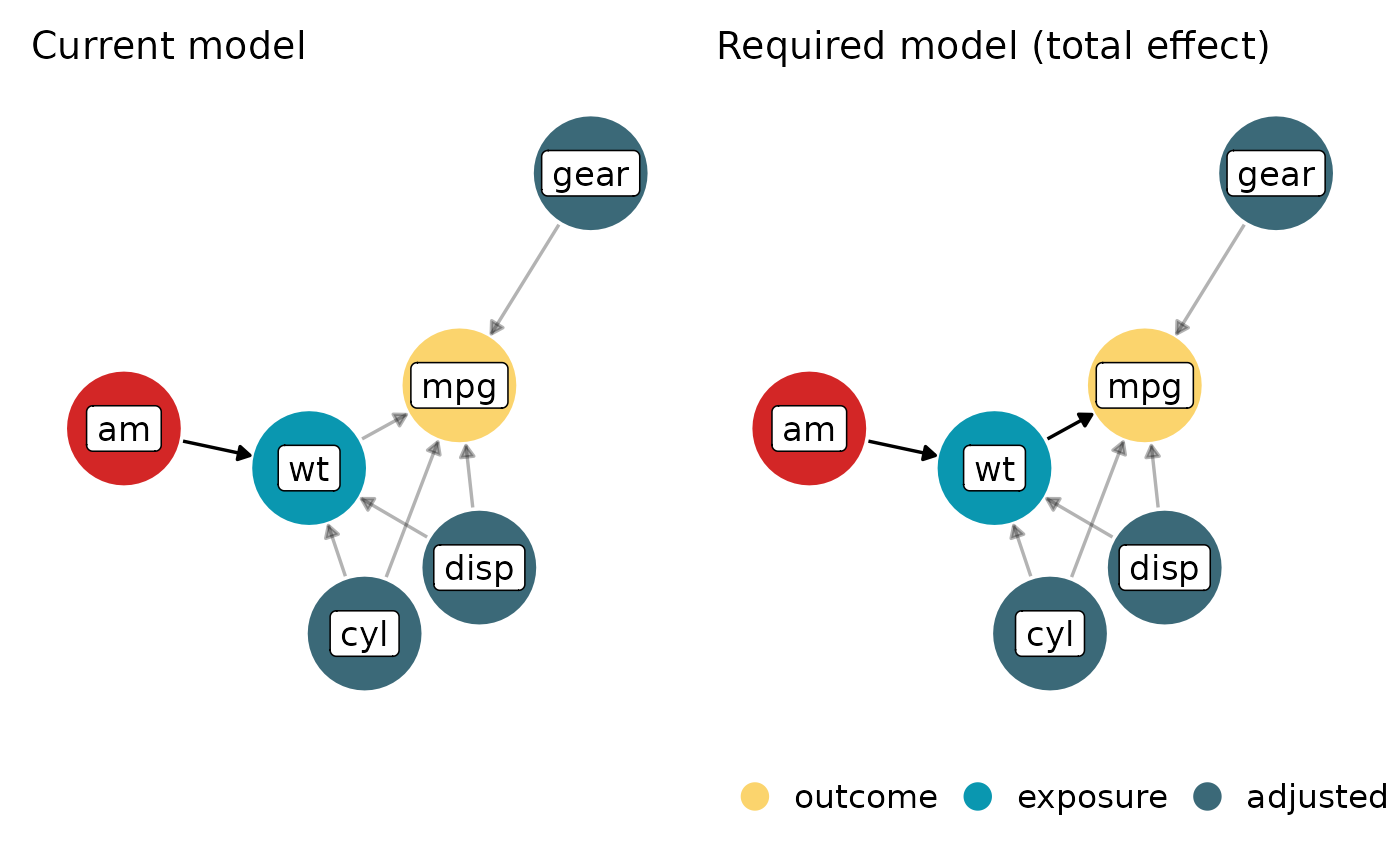 Current model
gear
mpg
am
wt
disp
cyl
Required model (total effect)
gear
mpg
am
wt
disp
cyl
outcome
exposure
adjusted